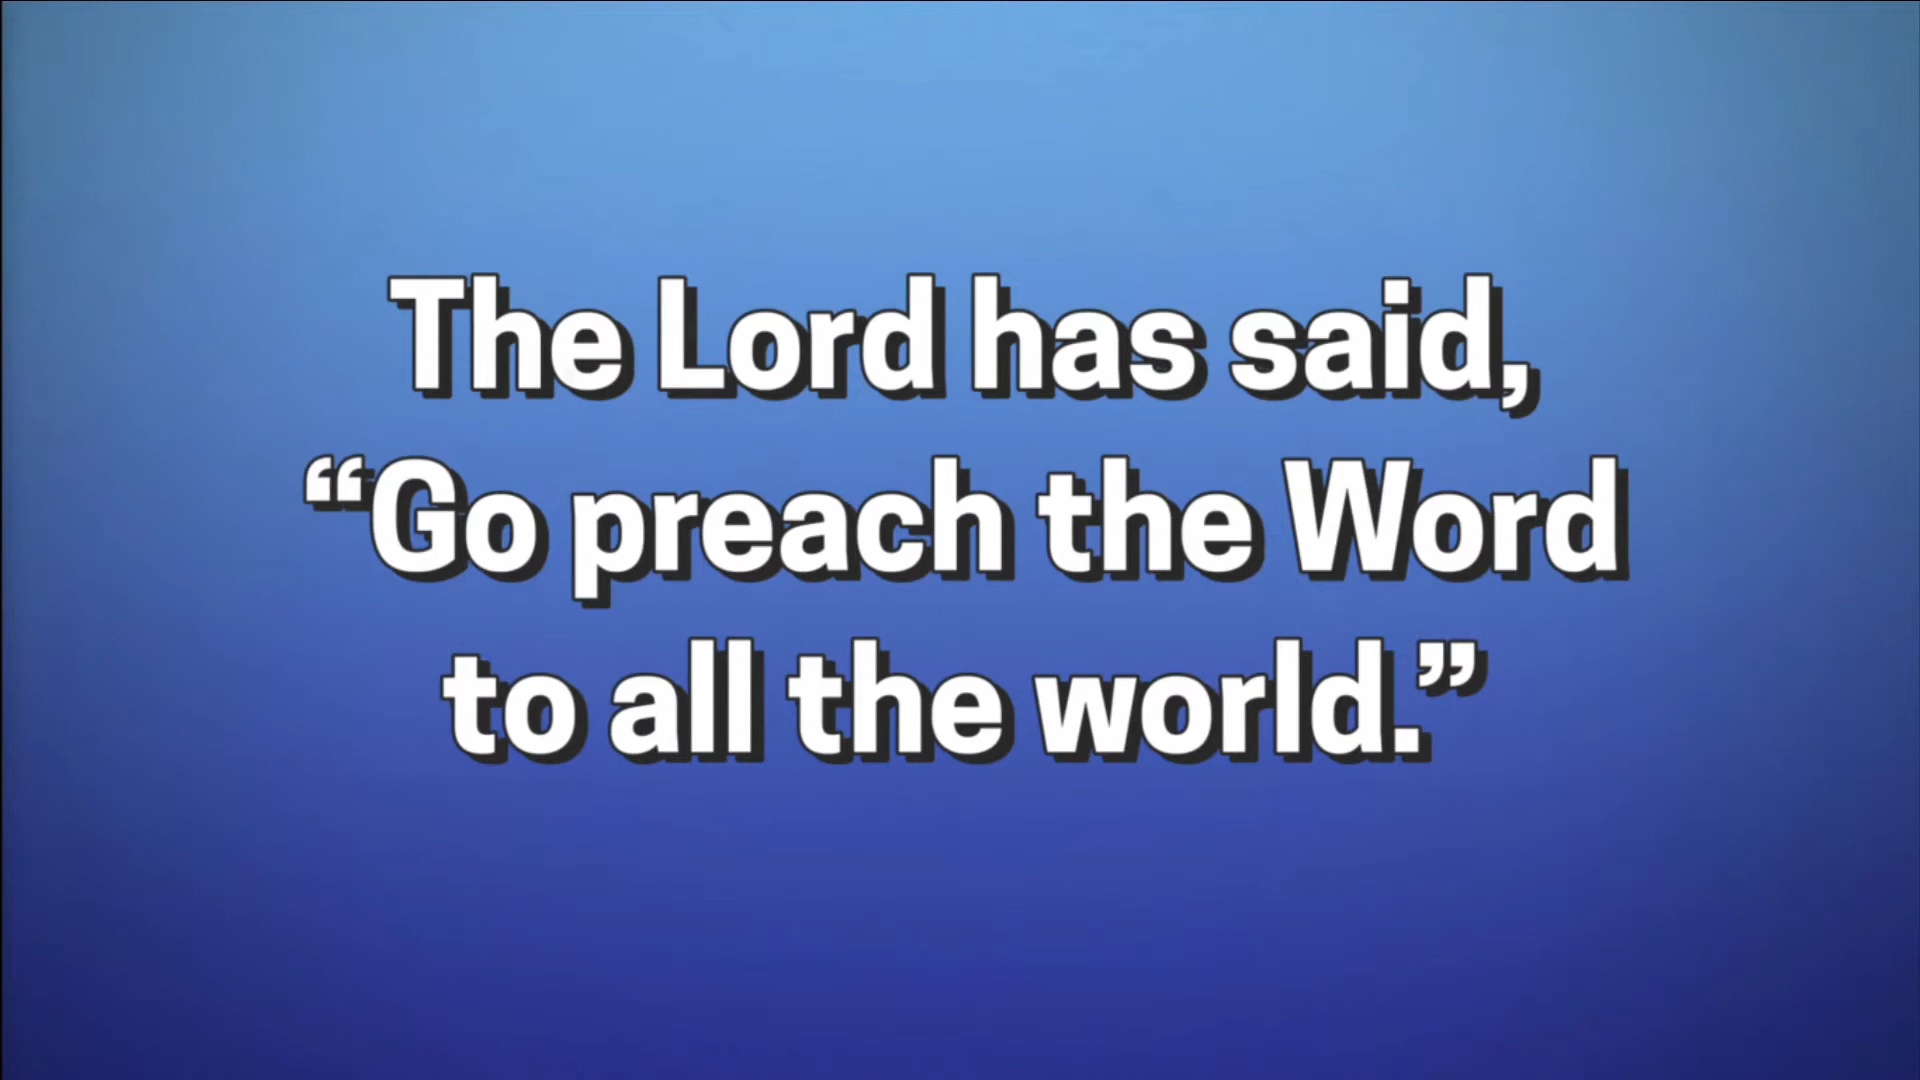 The Lord has said,
“Go preach the Word
to all the world.”